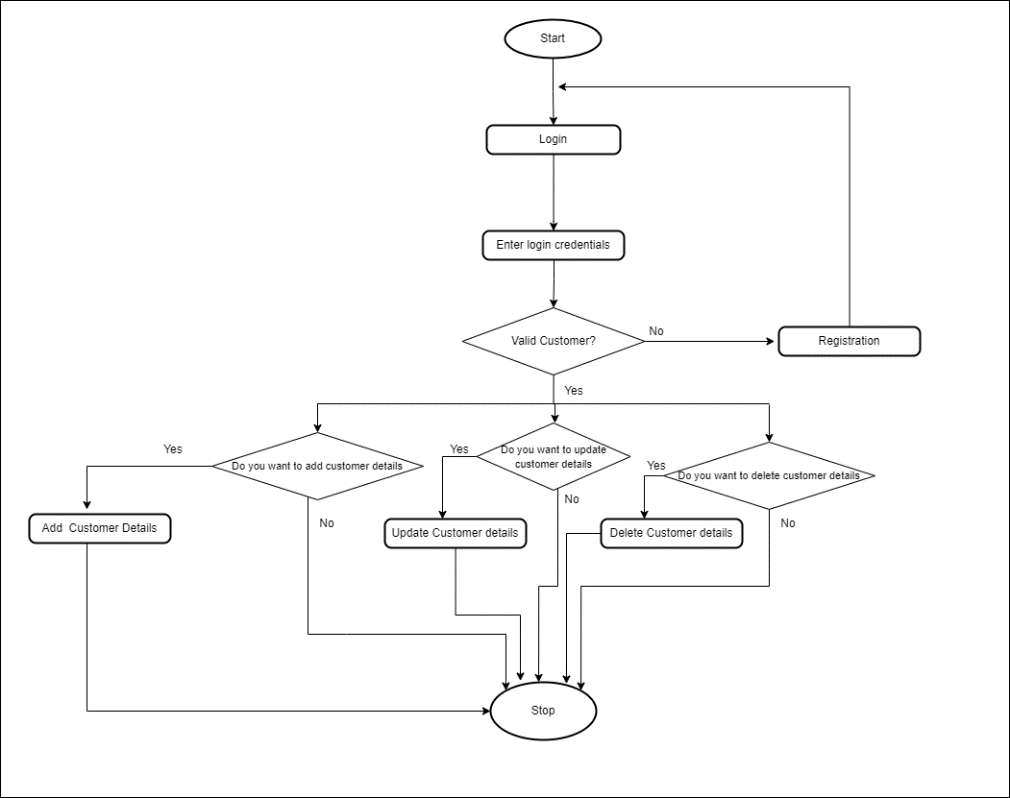 Start
Login
Enter login credentials
Valid Customer?
No
Registration
Yes
Yes
Do you want to add customer details
No
Yes
Do you want to update
customer details
No
Yes
Do you want to delete customer details
No
Add  Customer Details
Update Customer details
Delete Customer details
Stop